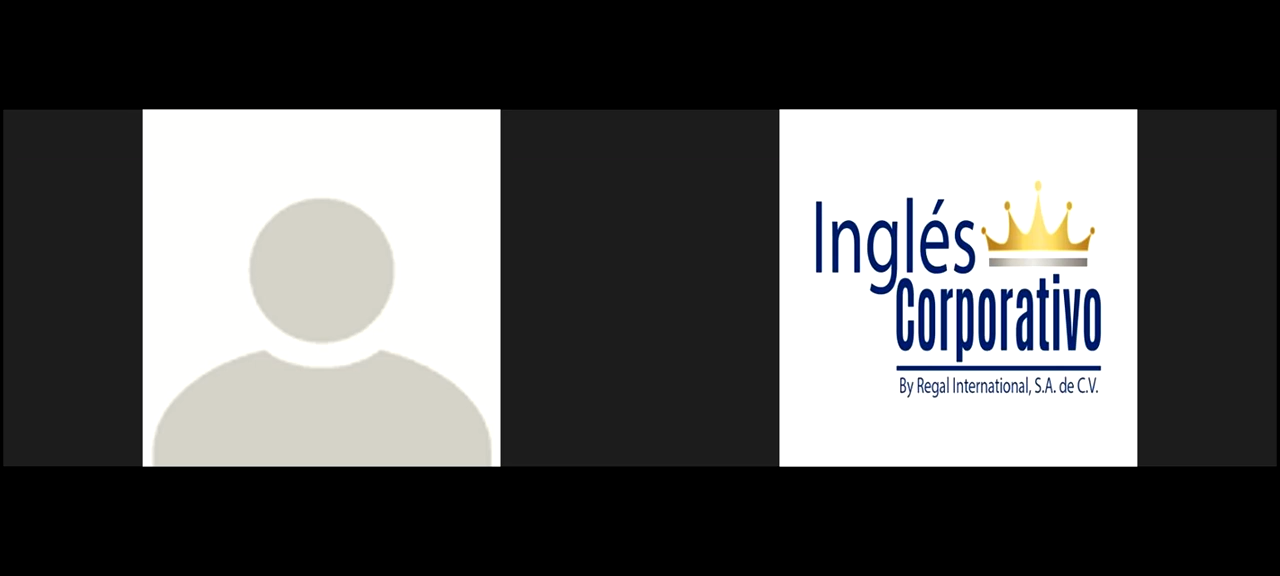 Inglés
Corporativo
By Regal International, S.A. de C.V.